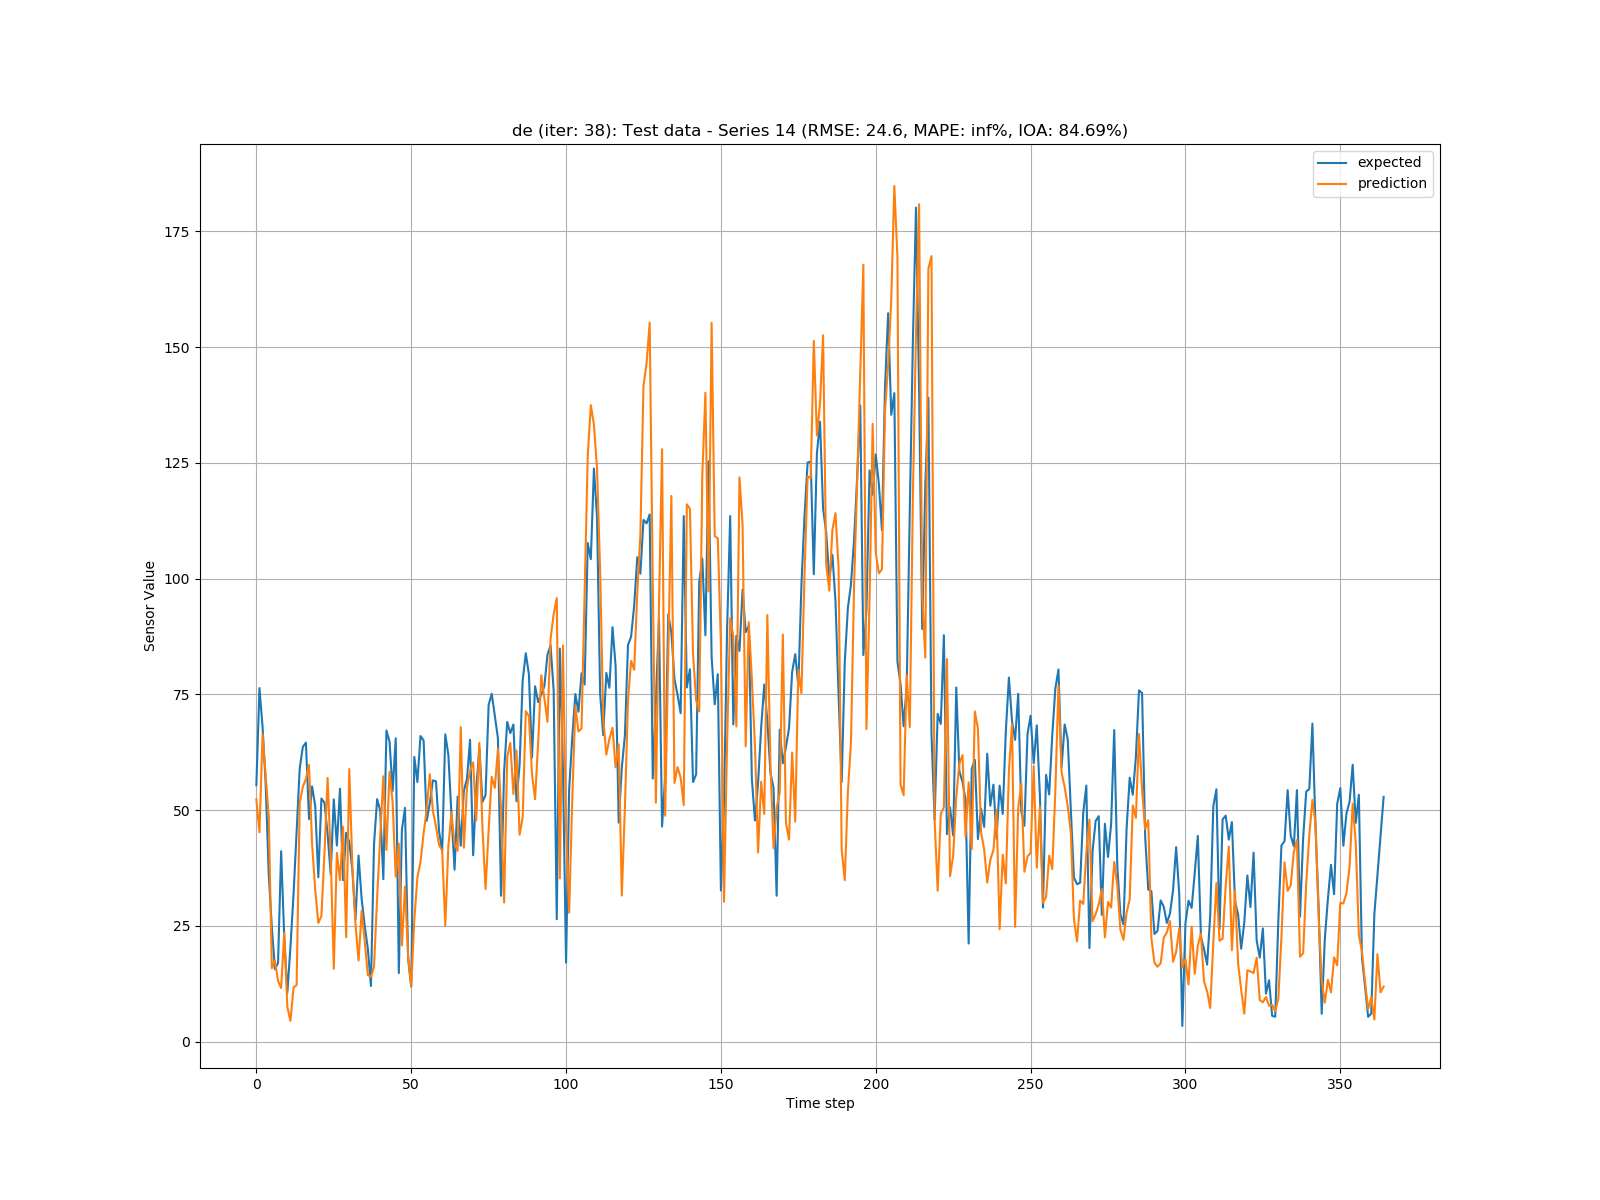 de (iter: 38): Test data - Series 14 (RMSE: 24.6, MAPE: inf%, IOA: 84.69%)
expected
prediction
175
150
125
100
75
50
25
0
Sensor Value
0 50 100 150 200 250 300 350
Time step